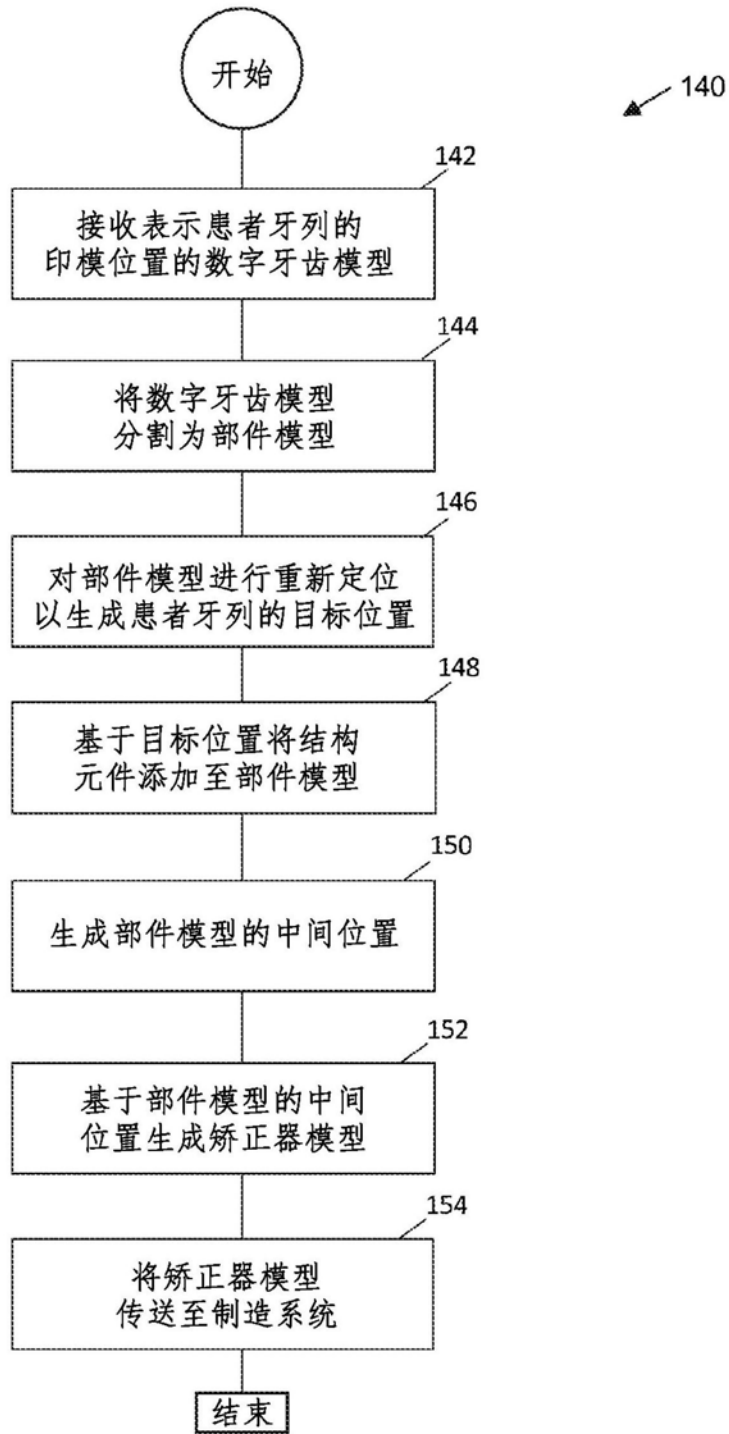 开始
140
142
接收表示患者牙列的
印模位置的数字牙齿模型
144
将数字牙齿模型
分割为部件模型
146
对部件模型进行重新定位
以生成患者牙列的目标位置
148
基于目标位置将结构
元件添加至部件模型
150
生成部件模型的中间位置
152
基于部件模型的中间
位置生成矫正器模型
154
将矫正器模型
传送至制造系统
结束